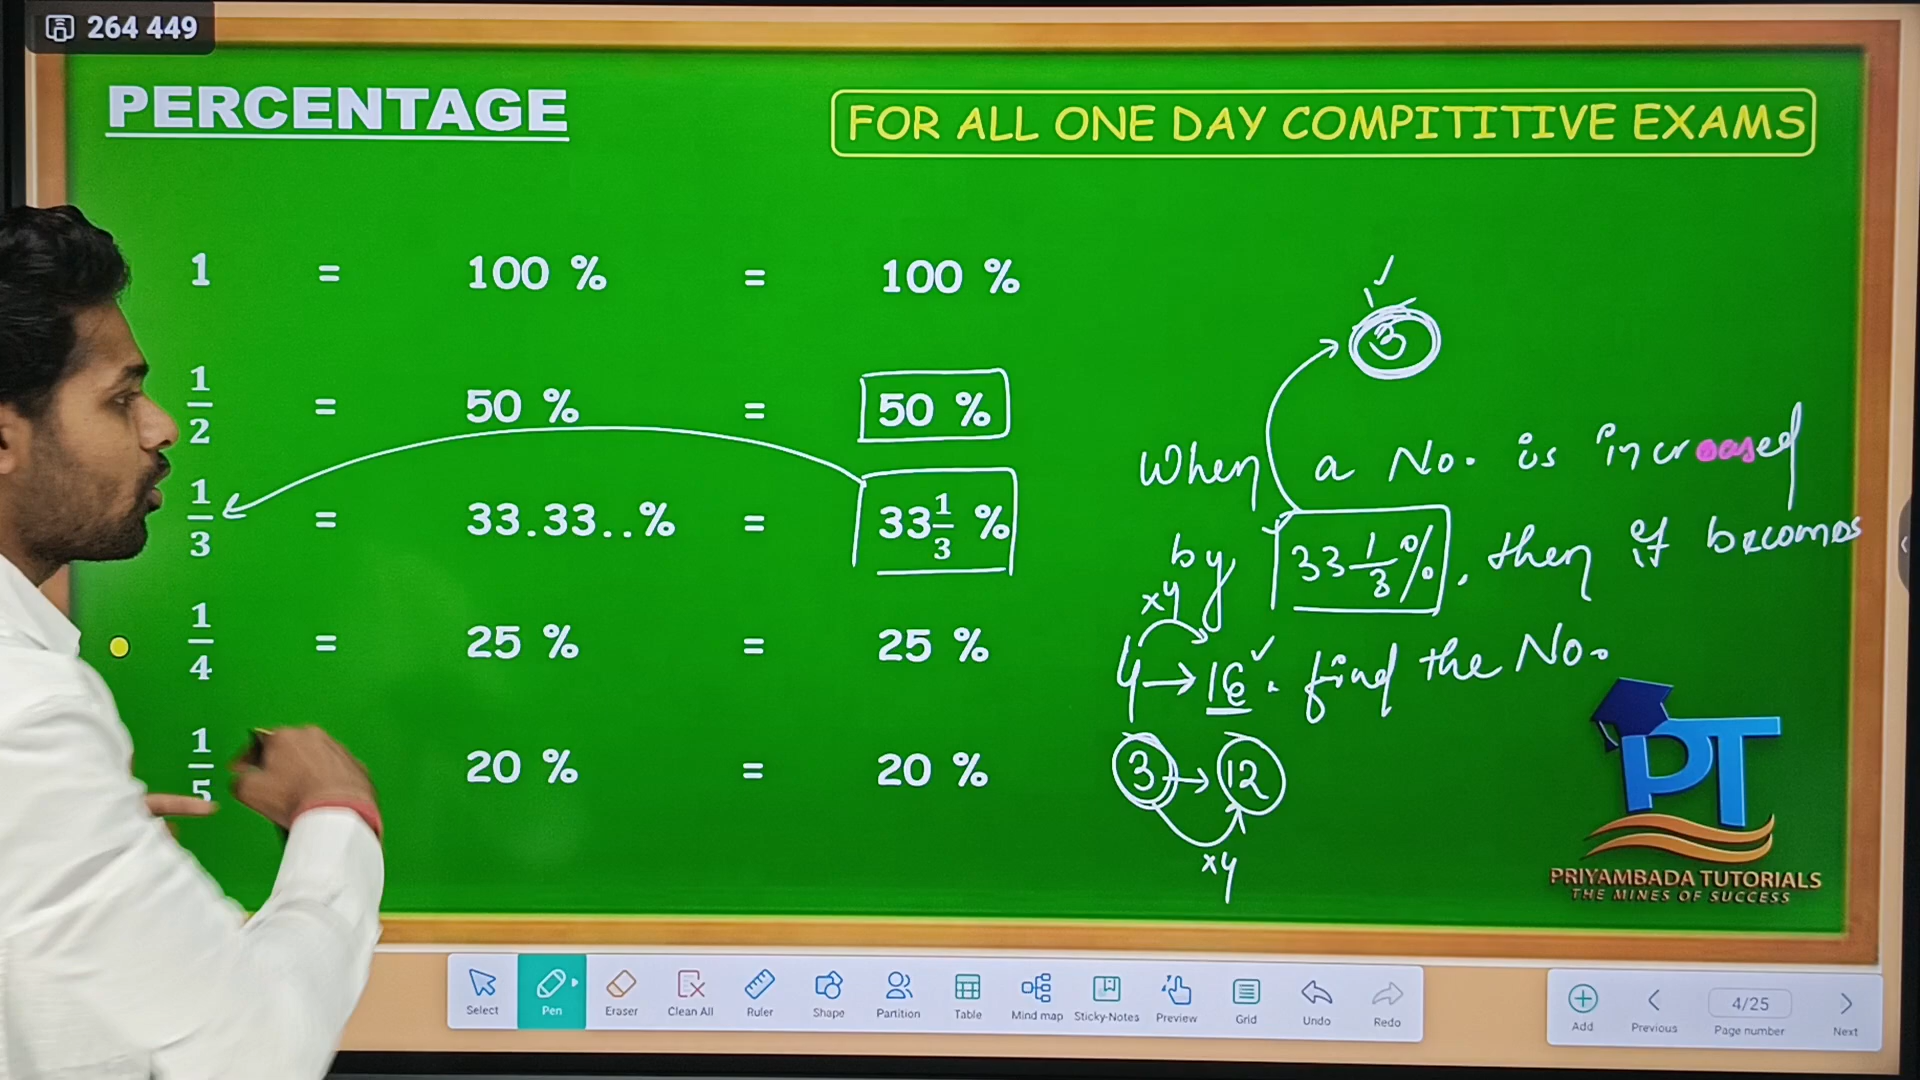 264 449
PERCENTAGE
FOR ALL ONE DAY COMPITITIVE EXAMS
1 = 100 % = 100 %
1/2 = 50 % = 50 %
1/3 = 33.33..% = 33 1/3 %
1/4 = 25 % = 25 %
1/5 20 % = 20 %
1
3
When a No. is increased
by 33 1/3 %, then it becomes
x4
4 → 16. find the No.
3 → 12
x4
PT
PRIYAMBADA TUTORIALS
THE MINES OF SUCCESS
Select Pen Eraser Clean All Ruler Shape Partition Table Mind map Sticky-Notes Preview Grid Undo Redo
4/25
Add Previous Page number Next